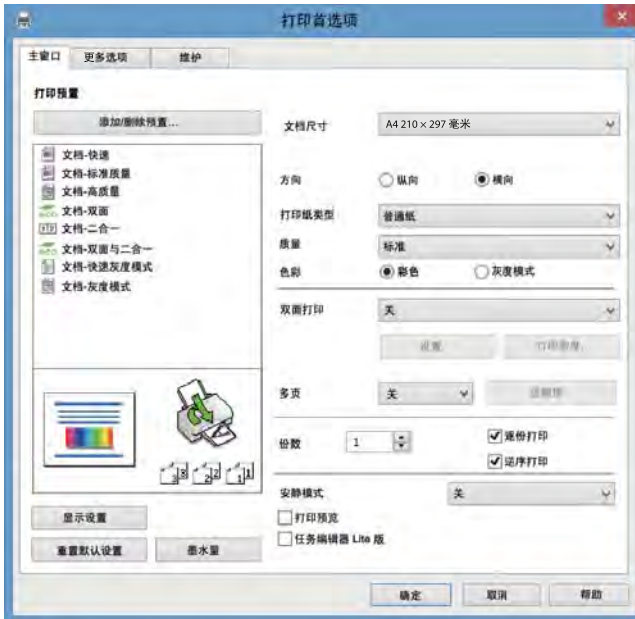 打印首选项
主窗口 更多选项 维护
打印预置
添加/删除预置...
文档-快速
文档-标准质量
文档-高质量
文档-双面
文档-二合一
文档-双面与二合一
文档-快速灰度模式
文档-灰度模式
显示设置
重置默认设置 墨水量
文档尺寸 A4 210 × 297 毫米
方向 纵向 横向
打印纸类型 普通纸
质量 标准
色彩 彩色 灰度模式
双面打印 关
设置 打印密度
多页 关
份数 1 逐份打印
逆序打印
安静模式 关
打印预览
任务编辑器 Lite 版
确定 取消 帮助